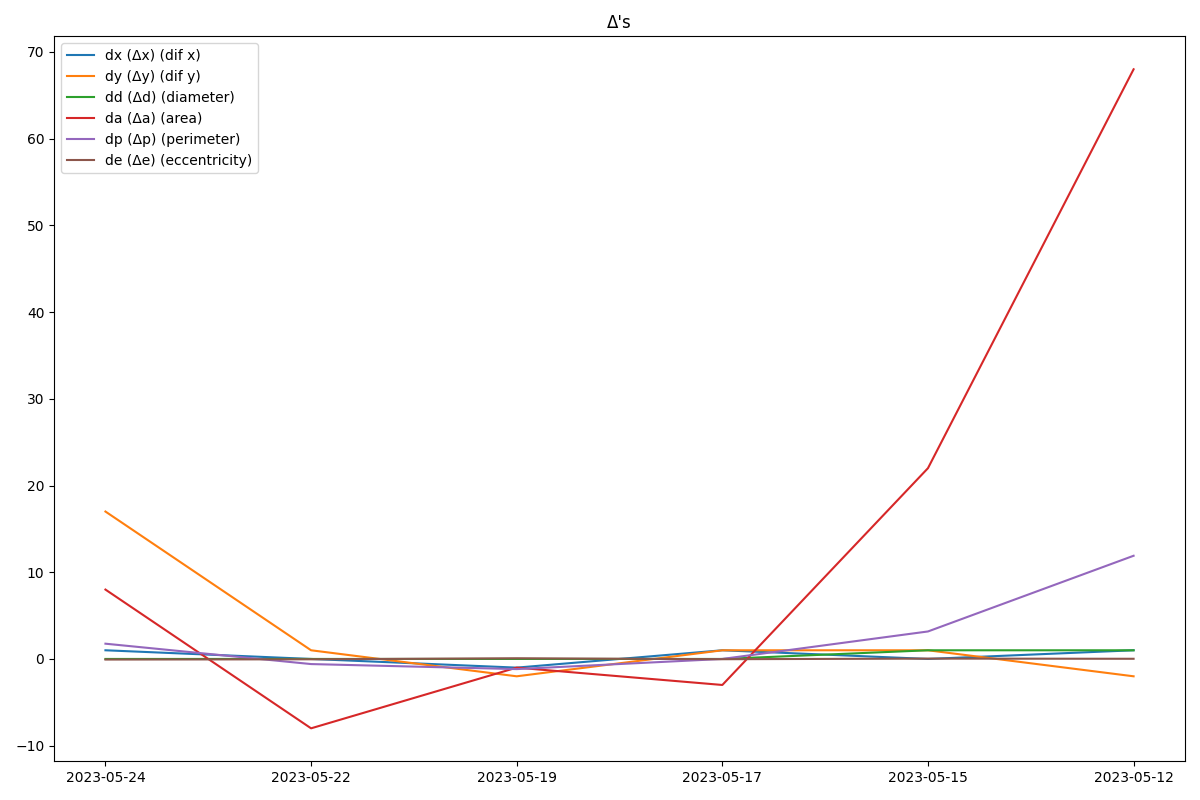 Δ's
dx (Δx) (dif x)
dy (Δy) (dif y)
dd (Δd) (diameter)
da (Δa) (area)
dp (Δp) (perimeter)
de (Δe) (eccentricity)
70
60
50
40
30
20
10
0
−10
2023-05-24 2023-05-22 2023-05-19 2023-05-17 2023-05-15 2023-05-12